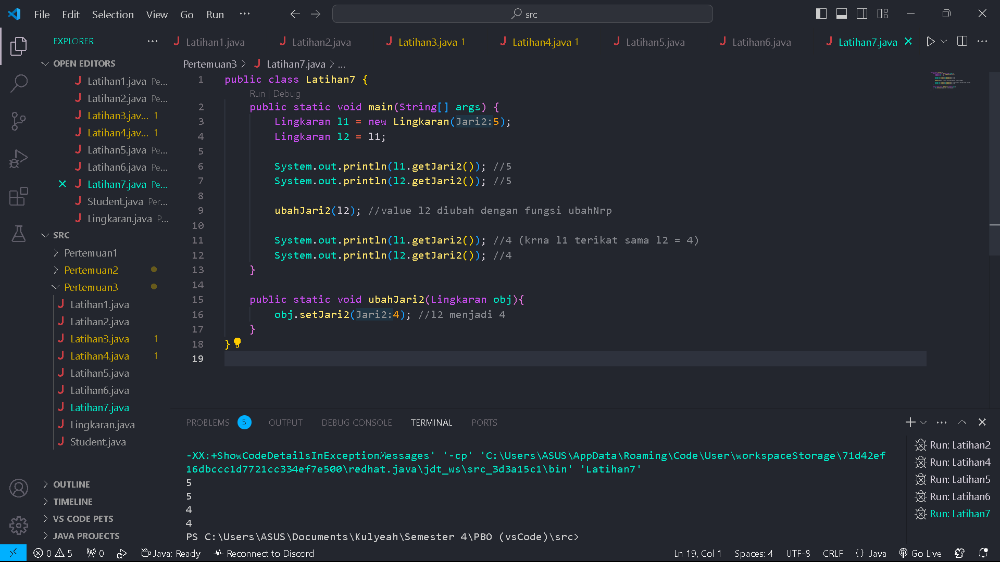 File Edit Selection View Go Run ···
src
EXPLORER ···
OPEN EDITORS
Latihan1.java Pe...
Latihan2.java Pe...
Latihan3.jav... 1
Latihan4.jav... 1
Latihan5.java Pe...
Latihan6.java Pe...
Latihan7.java Pe...
Student.java Per...
Lingkaran.java P...
SRC
Pertemuan1
Pertemuan2
Pertemuan3
Latihan1.java
Latihan2.java
Latihan3.java 1
Latihan4.java 1
Latihan5.java
Latihan6.java
Latihan7.java
Lingkaran.java
Student.java
OUTLINE
TIMELINE
VS CODE PETS
JAVA PROJECTS
Latihan1.java Latihan2.java Latihan3.java 1 Latihan4.java 1 Latihan5.java Latihan6.java Latihan7.java
Pertemuan3 > Latihan7.java > ...
1 public class Latihan7 {
Run | Debug
2 public static void main(String[] args) {
3 Lingkaran l1 = new Lingkaran(Jari2:5);
4 Lingkaran l2 = l1;
5
6 System.out.println(l1.getJari2()); //5
7 System.out.println(l2.getJari2()); //5
8
9 ubahJari2(l2); //value l2 diubah dengan fungsi ubahNrp
10
11 System.out.println(l1.getJari2()); //4 (krna l1 terikat sama l2 = 4)
12 System.out.println(l2.getJari2()); //4
13 }
14
15 public static void ubahJari2(Lingkaran obj){
16 obj.setJari2(Jari2:4); //l2 menjadi 4
17 }
18 }
19
PROBLEMS 5 OUTPUT DEBUG CONSOLE TERMINAL PORTS
-XX:+ShowCodeDetailsInExceptionMessages' '-cp' 'C:\Users\ASUS\AppData\Roaming\Code\User\workspaceStorage\71d42ef
16dbccc1d7721cc334ef7e500\redhat.java\jdt_ws\src_3d3a15c1\bin' 'Latihan7'
5
5
4
4
PS C:\Users\ASUS\Documents\Kulyeah\Semester 4\PBO (vsCode)\src>
Run: Latihan2
Run: Latihan4
Run: Latihan5
Run: Latihan6
Run: Latihan7
0 5 0 Java: Ready Reconnect to Discord Ln 19, Col 1 Spaces: 4 UTF-8 CRLF {} Java Go Live